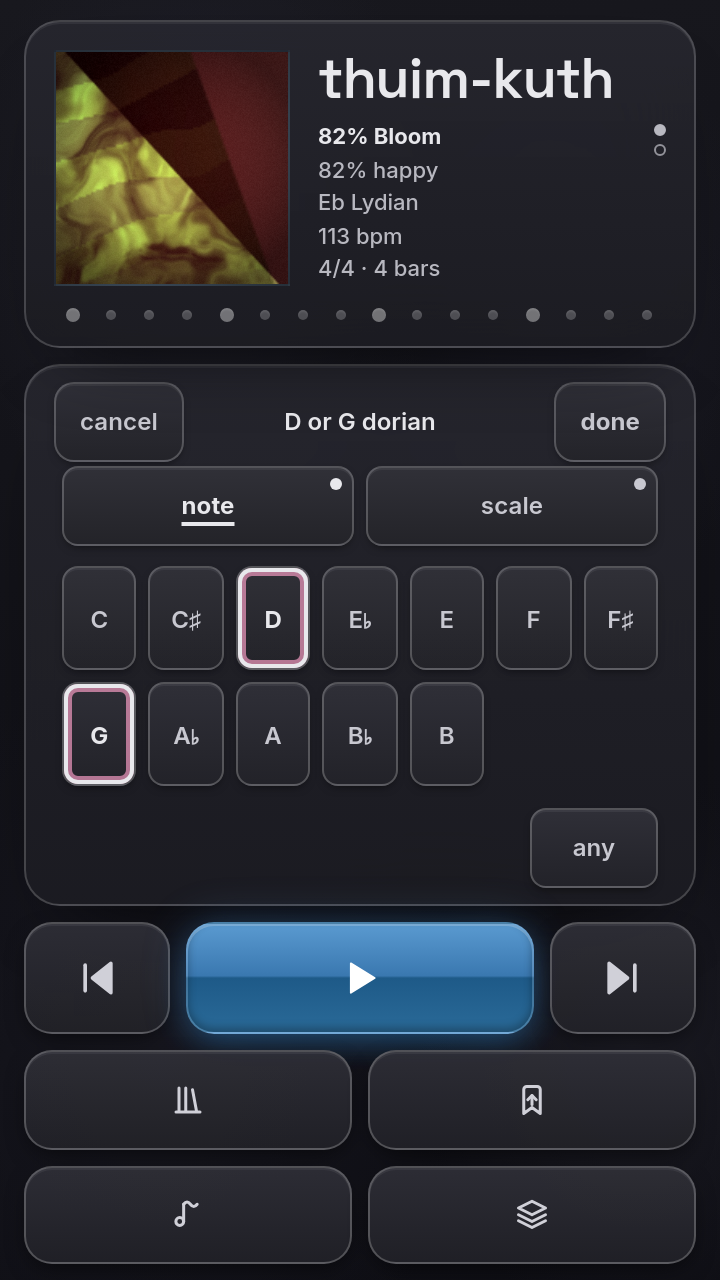 thuim-kuth
82% Bloom
82% happy
Eb Lydian
113 bpm
4/4 · 4 bars
cancel
D or G dorian
done
note
scale
C C♯ D E♭ E F F♯
G A♭ A B♭ B
any